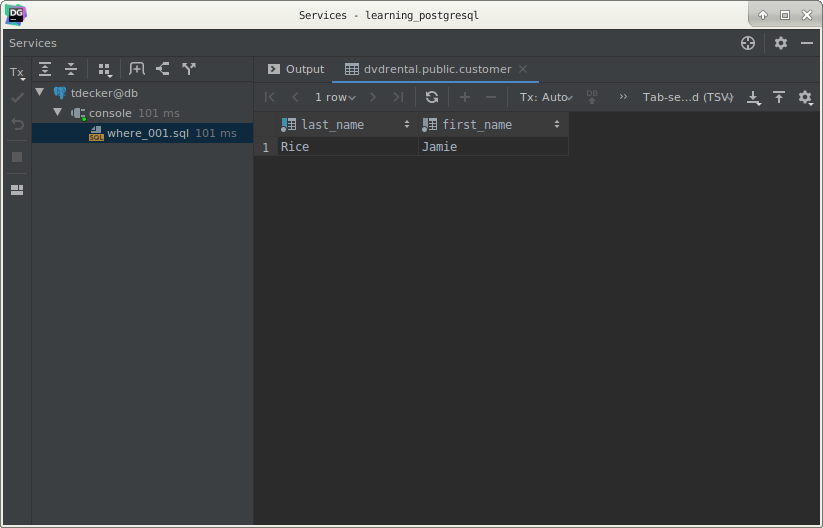 DG
Services - learning_postgresql
Services
Tx
tdecker@db
console 101 ms
SQL
where_001.sql 101 ms
Output
dvdrental.public.customer
1 row
Tx: Auto
DB
Tab-se...d (TSV)
last_name first_name
1 Rice Jamie